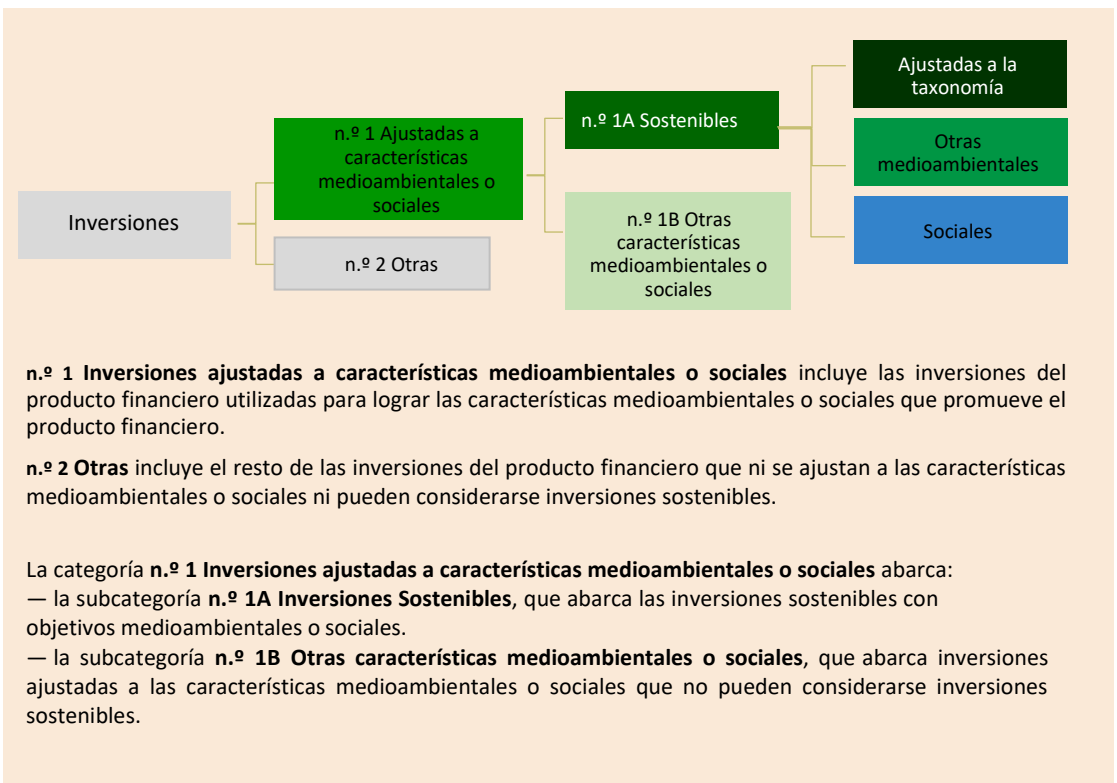 Inversiones
n.º 1 Ajustadas a
características
medioambientales o
sociales
n.º 2 Otras
n.º 1A Sostenibles
n.º 1B Otras
características
medioambientales o
sociales
Ajustadas a la
taxonomía
Otras
medioambientales
Sociales
n.º 1 Inversiones ajustadas a características medioambientales o sociales incluye las inversiones del
producto financiero utilizadas para lograr las características medioambientales o sociales que promueve el
producto financiero.
n.º 2 Otras incluye el resto de las inversiones del producto financiero que ni se ajustan a las características
medioambientales o sociales ni pueden considerarse inversiones sostenibles.
La categoría n.º 1 Inversiones ajustadas a características medioambientales o sociales abarca:
— la subcategoría n.º 1A Inversiones Sostenibles, que abarca las inversiones sostenibles con
objetivos medioambientales o sociales.
— la subcategoría n.º 1B Otras características medioambientales o sociales, que abarca inversiones
ajustadas a las características medioambientales o sociales que no pueden considerarse inversiones
sostenibles.